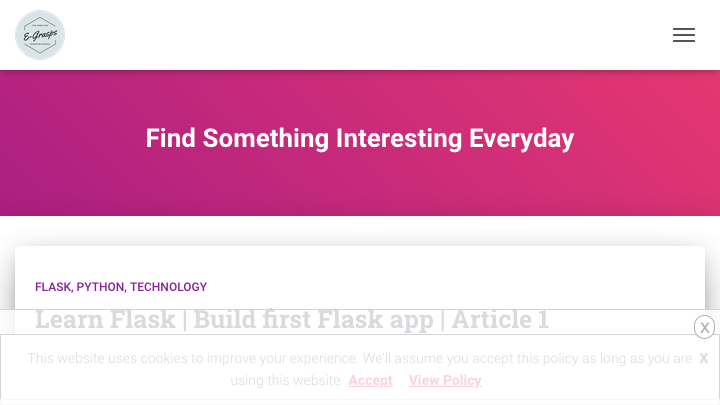 E-Grasps
Find Something Interesting Everyday
FLASK, PYTHON, TECHNOLOGY
Learn Flask | Build first Flask app | Article 1
X
This website uses cookies to improve your experience. We'll assume you accept this policy as long as you are X
using this website Accept View Policy